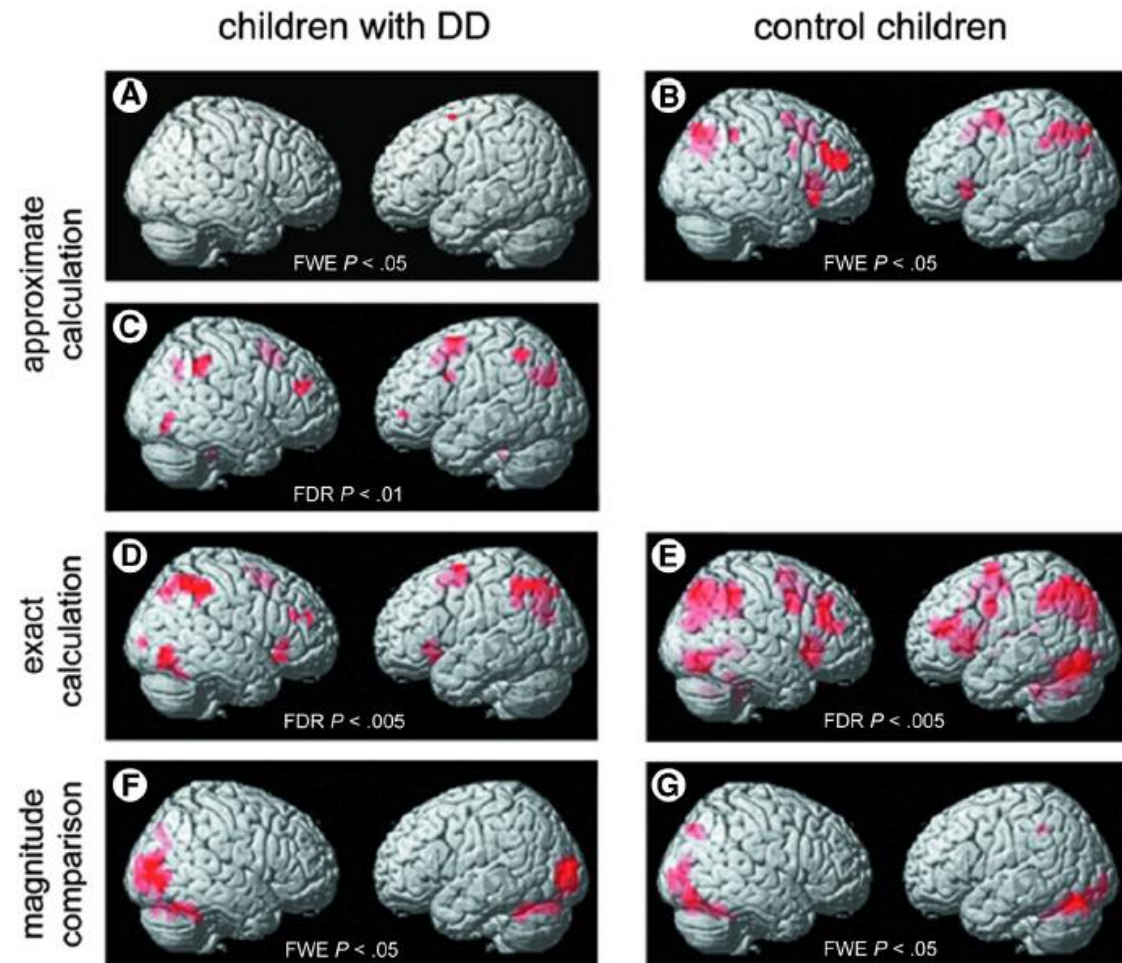 children with DD
control children
approximate
calculation
A
FWE P < .05
B
FWE P < .05
C
FDR P < .01
exact
calculation
D
FDR P < .005
E
FDR P < .005
magnitude
comparison
F
FWE P < .05
G
FWE P < .05